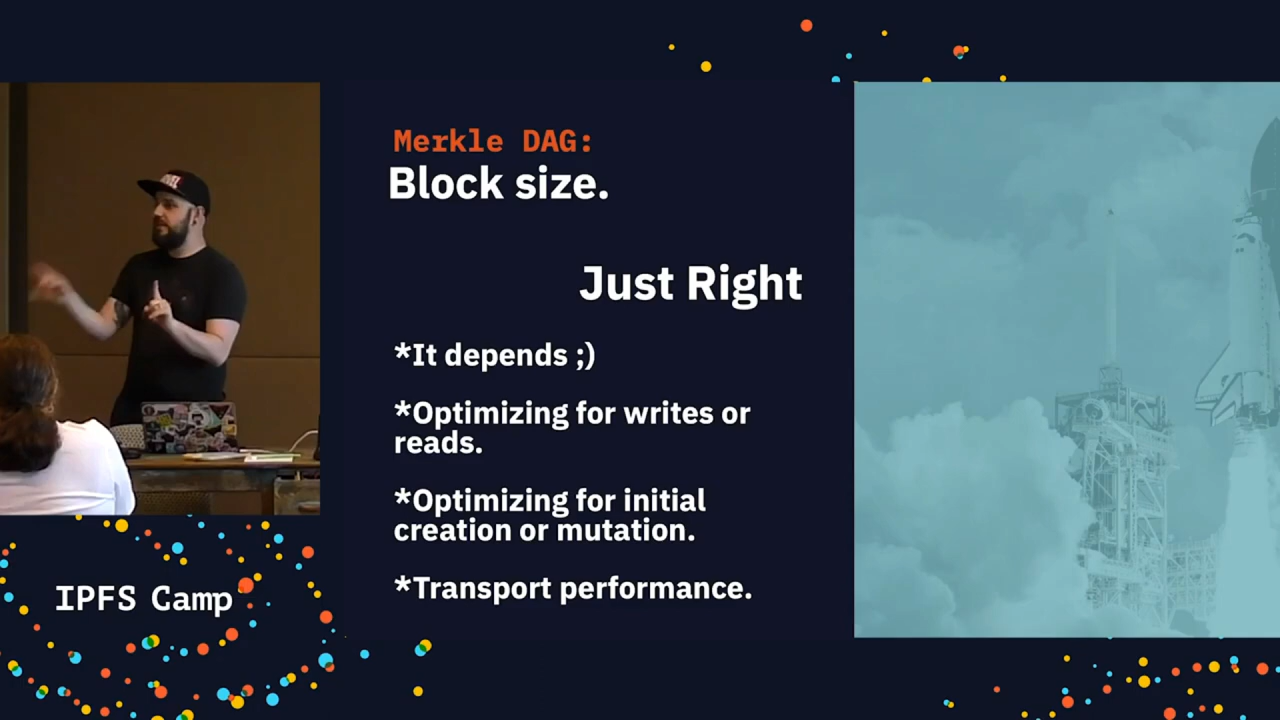 Merkle DAG:
Block size.
Just Right
*It depends ;)
*Optimizing for writes or
reads.
*Optimizing for initial
creation or mutation.
*Transport performance.
IPFS Camp